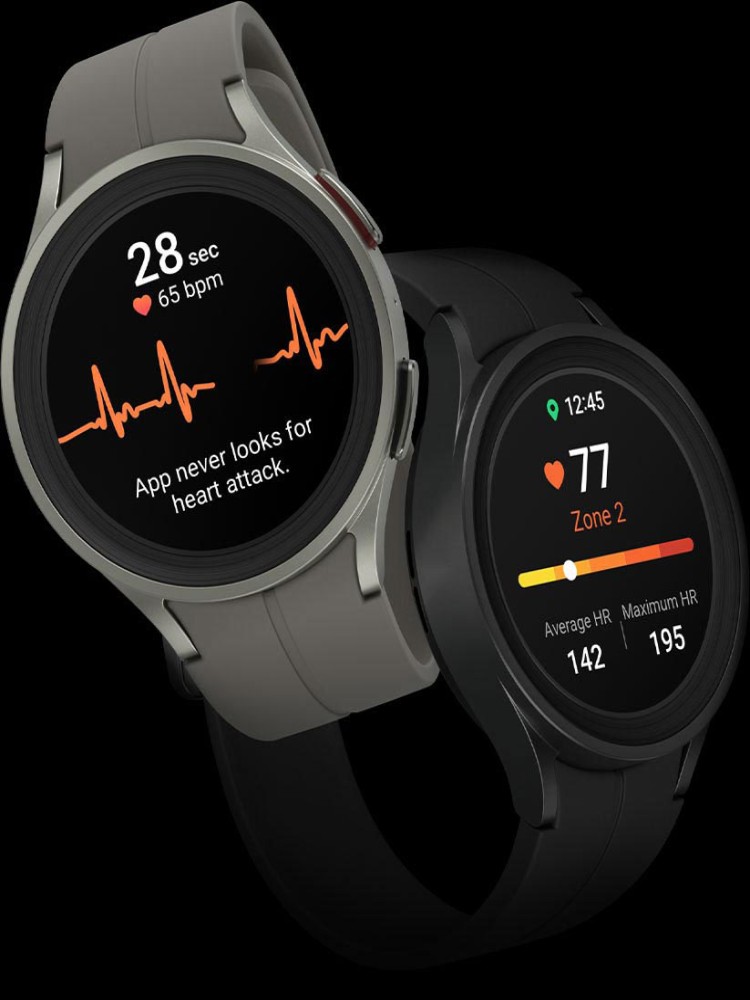 28 sec
65 bpm
App never looks for
heart attack.
12:45
77
Zone 2
Average HR
Maximum HR
142
195